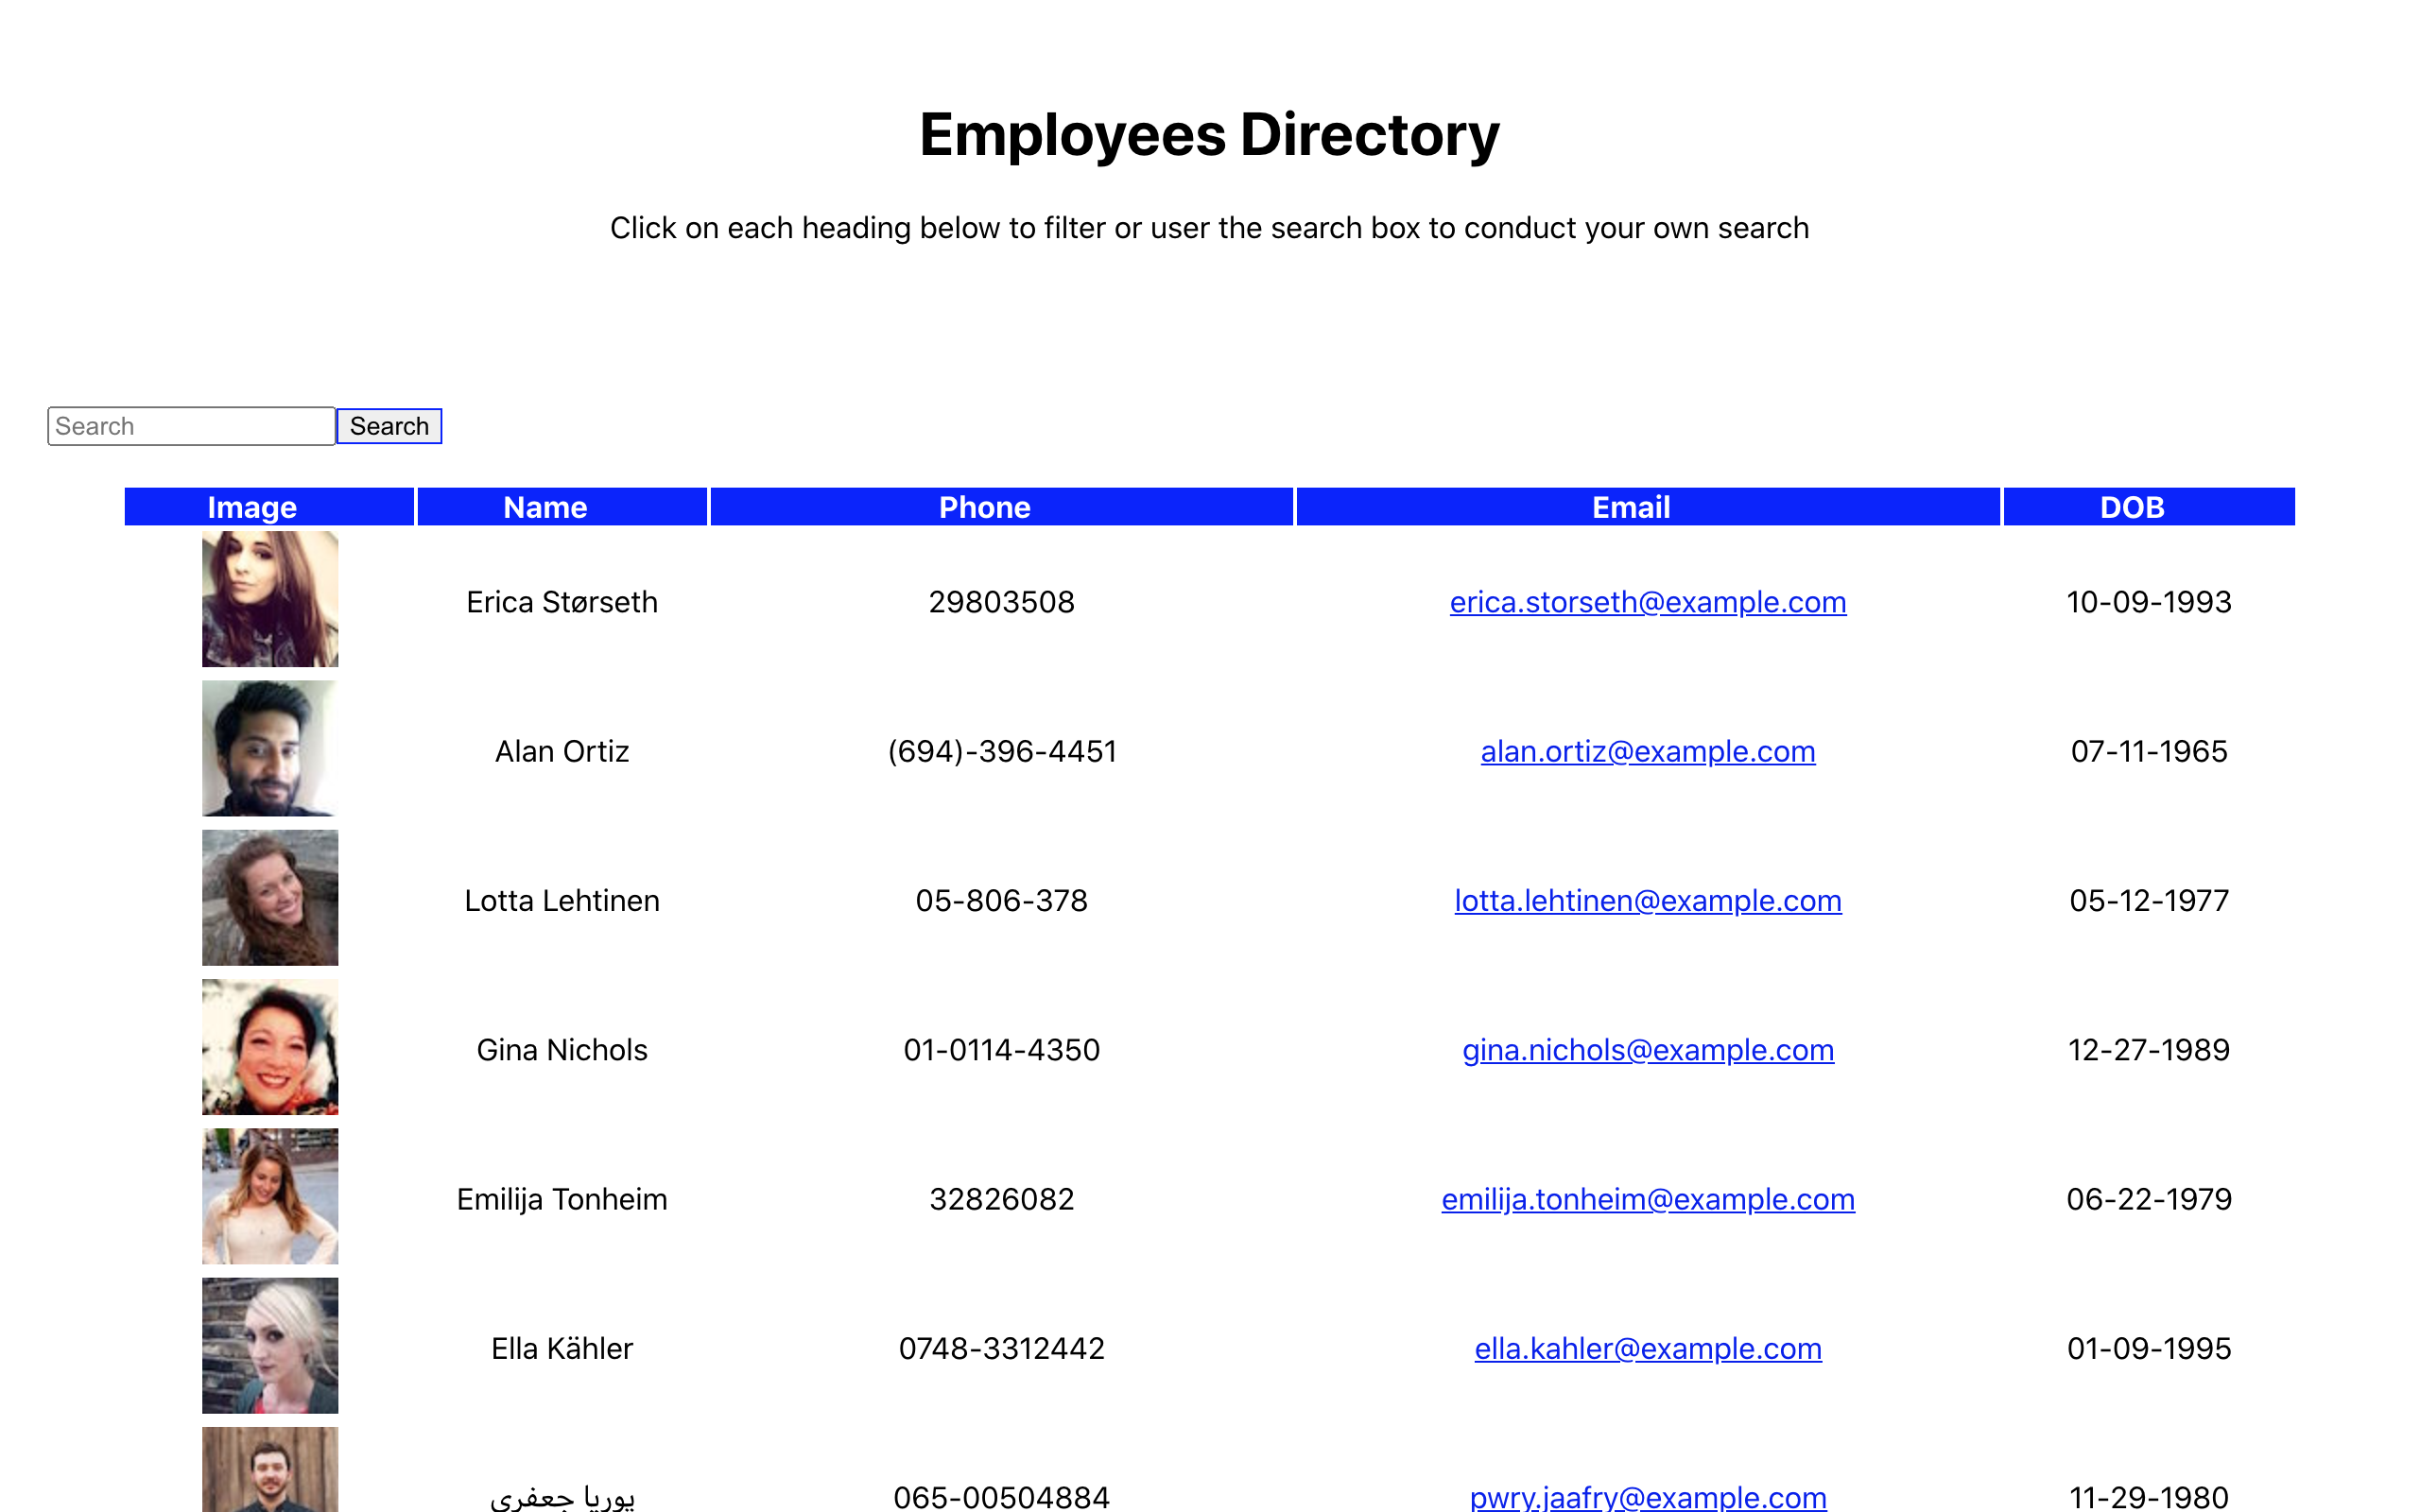 Employees Directory
Click on each heading below to filter or user the search box to conduct your own search
Search Search
Image Name Phone Email DOB
Erica Størseth 29803508 erica.storseth@example.com 10-09-1993
Alan Ortiz (694)-396-4451 alan.ortiz@example.com 07-11-1965
Lotta Lehtinen 05-806-378 lotta.lehtinen@example.com 05-12-1977
Gina Nichols 01-0114-4350 gina.nichols@example.com 12-27-1989
Emilija Tonheim 32826082 emilija.tonheim@example.com 06-22-1979
Ella Kähler 0748-3312442 ella.kahler@example.com 01-09-1995
پوریا جعفری 065-00504884 pwry.jaafry@example.com 11-29-1980